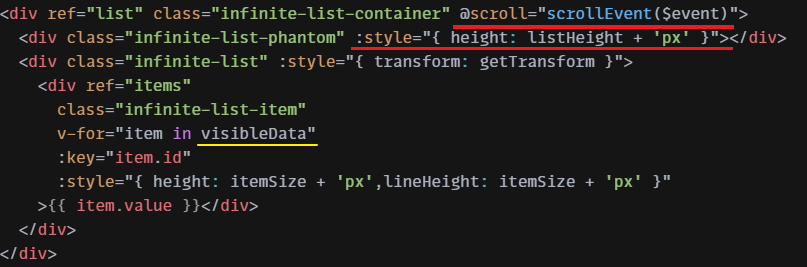 <div ref="list" class="infinite-list-container" @scroll="scrollEvent($event)">
  <div class="infinite-list-phantom" :style="{ height: listHeight + 'px' }"></div>
  <div class="infinite-list" :style="{ transform: getTransform }">
    <div ref="items"
      class="infinite-list-item"
      v-for="item in visibleData"
      :key="item.id"
      :style="{ height: itemSize + 'px',lineHeight: itemSize + 'px' }"
    >{{ item.value }}</div>
  </div>
</div>